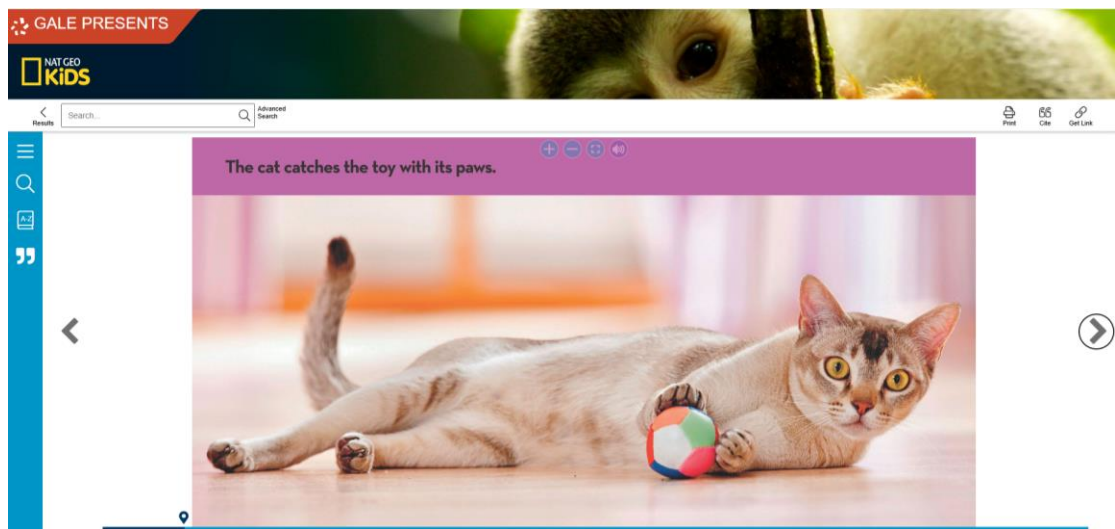 GALE PRESENTS
NAT GEO
KiDS
Results
Search...
Advanced
Search
Print
Cite
Get Link
The cat catches the toy with its paws.
A-Z